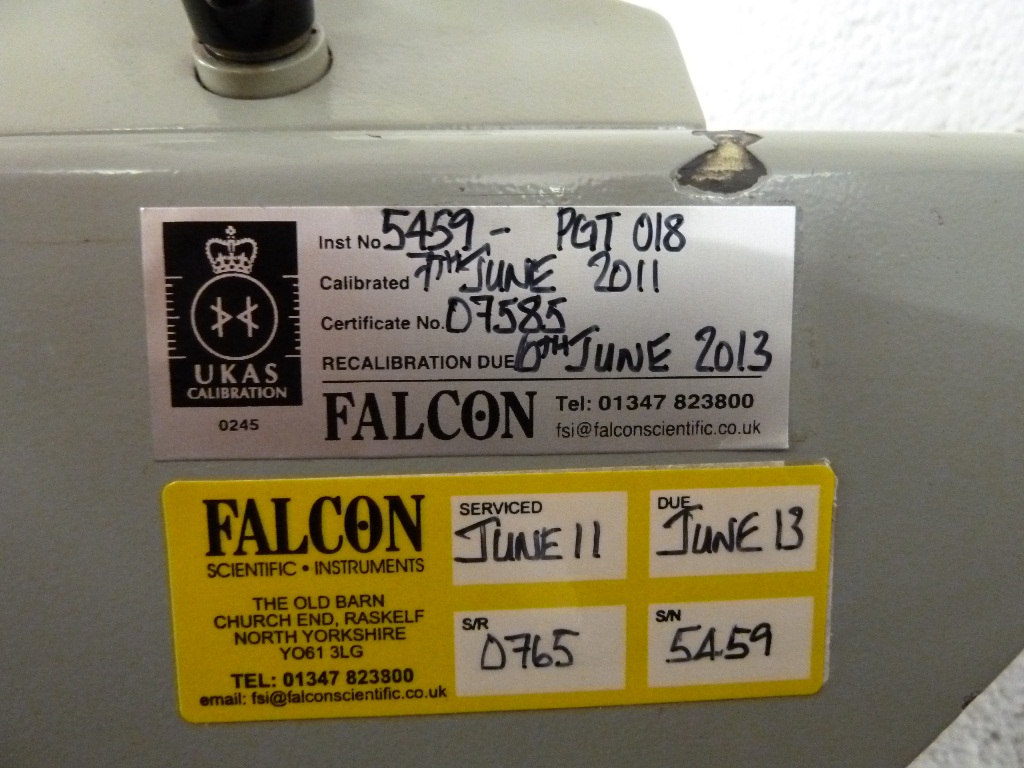 Inst No 5459 - PGT 018
Calibrated 7TH JUNE 2011
Certificate No. 07585
RECALIBRATION DUE 6TH JUNE 2013
UKAS
CALIBRATION
0245
FALCON
Tel: 01347 823800
fsi@falconscientific.co.uk
FALCON
SCIENTIFIC • INSTRUMENTS
THE OLD BARN
CHURCH END, RASKELF
NORTH YORKSHIRE
YO61 3LG
TEL: 01347 823800
email: fsi@falconscientific.co.uk
SERVICED
JUNE 11
DUE
JUNE 13
S/R
0765
S/N
5459